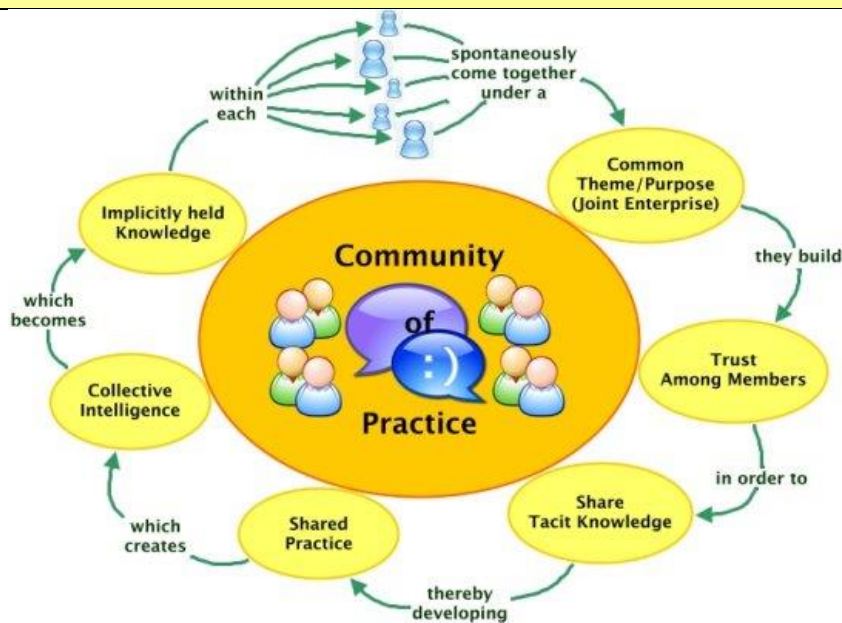 within
each
spontaneously
come together
under a
Common
Theme/Purpose
(Joint Enterprise)
they build
Trust
Among Members
in order to
Share
Tacit Knowledge
thereby
developing
Shared
Practice
which
creates
Collective
Intelligence
which
becomes
Implicitly held
Knowledge
Community
of
:)
Practice